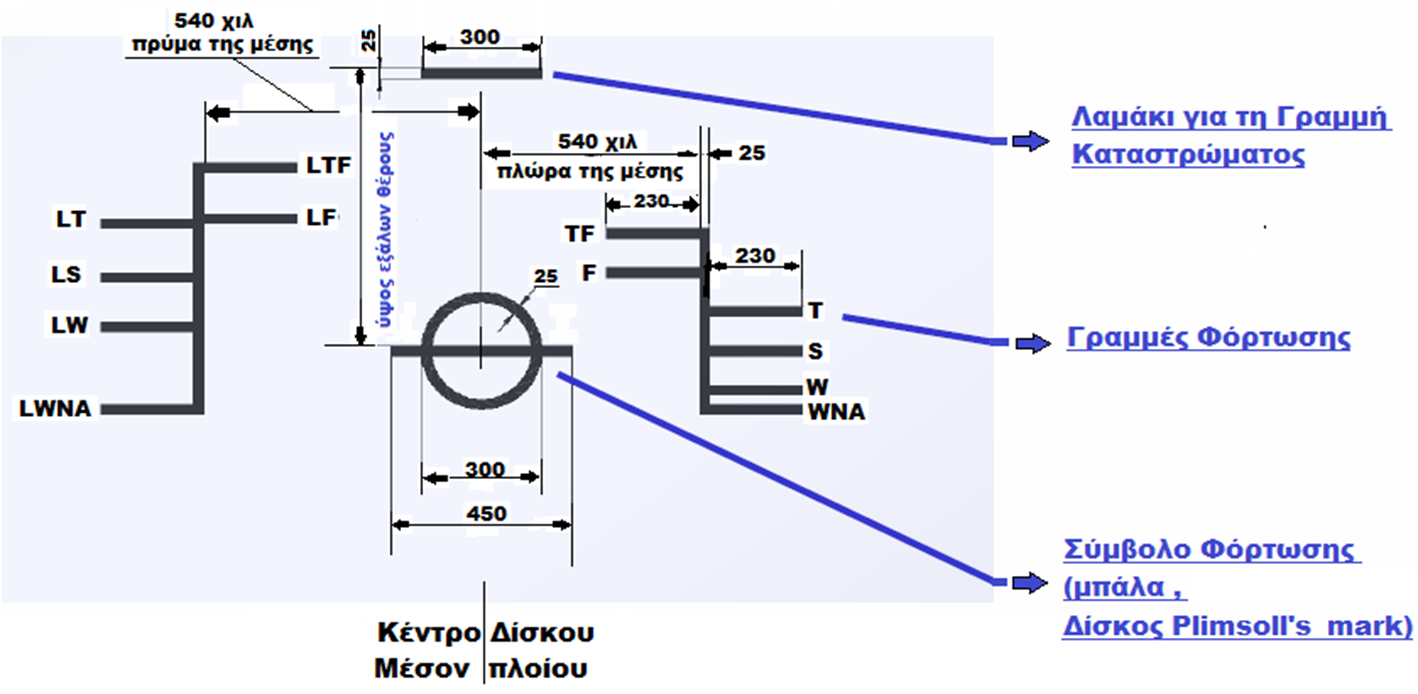 540 χιλ
πρύμα της μέσης
25
300
Λαμάκι για τη Γραμμή
Καταστρώματος
540 χιλ
πλώρα της μέσης
25
ύψος εξάλων θέρους
LTF
LF
LT
LS
LW
LWNA
230
TF
F
230
25
T
S
W
WNA
Γραμμές Φόρτωσης
300
450
Σύμβολο Φόρτωσης
(μπάλα ,
Δίσκος Plimsoll's mark)
Κέντρο Δίσκου
Μέσον πλοίου